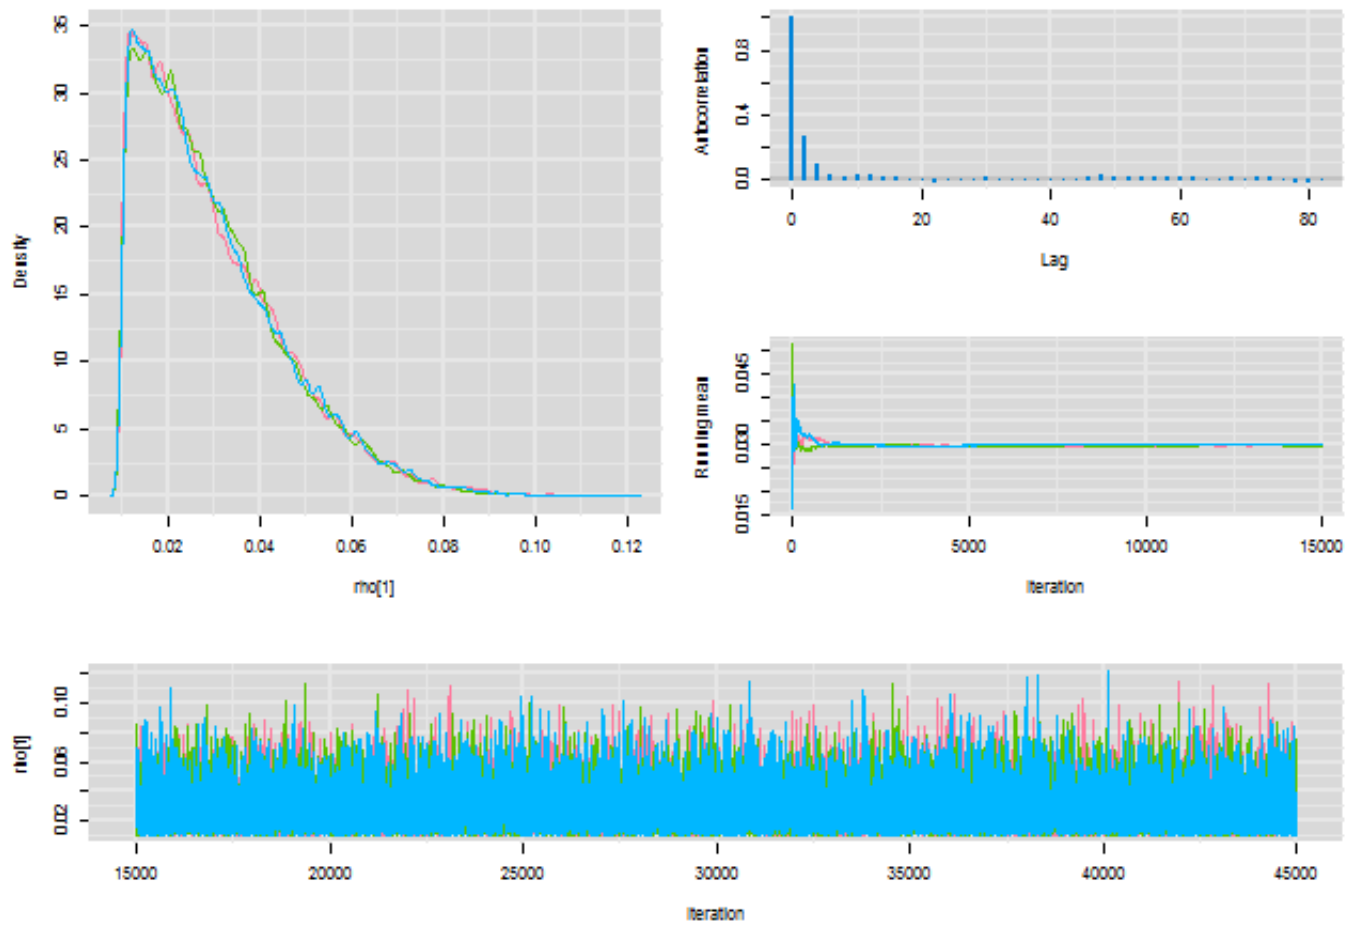 Density
35
30
25
20
15
10
5
0
0.02 0.04 0.06 0.08 0.10 0.12
rho[1]
Autocorrelation
0.8
0.4
0.0
0 20 40 60 80
Lag
Running mean
0.045
0.030
0.015
0 5000 10000 15000
Iteration
rho[1]
0.10
0.06
0.02
15000 20000 25000 30000 35000 40000 45000
Iteration